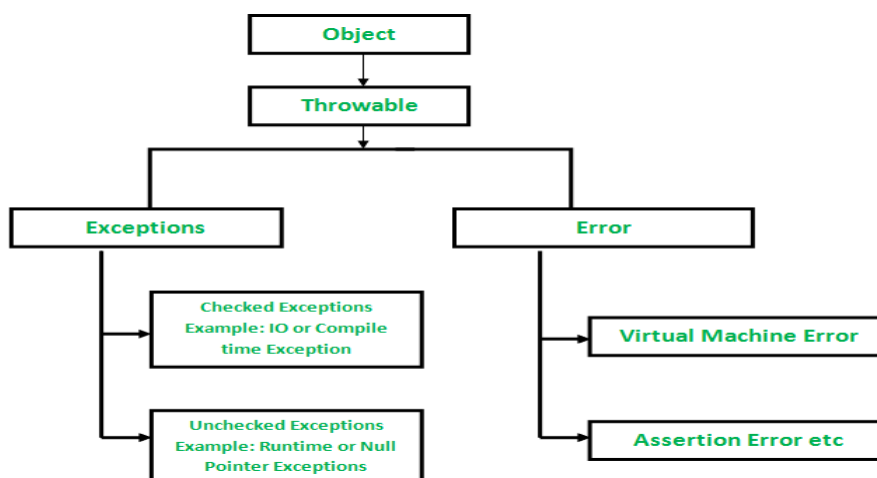 Object
Throwable
Exceptions
Error
Checked Exceptions
Example: IO or Compile
time Exception
Virtual Machine Error
Unchecked Exceptions
Example: Runtime or Null
Pointer Exceptions
Assertion Error etc